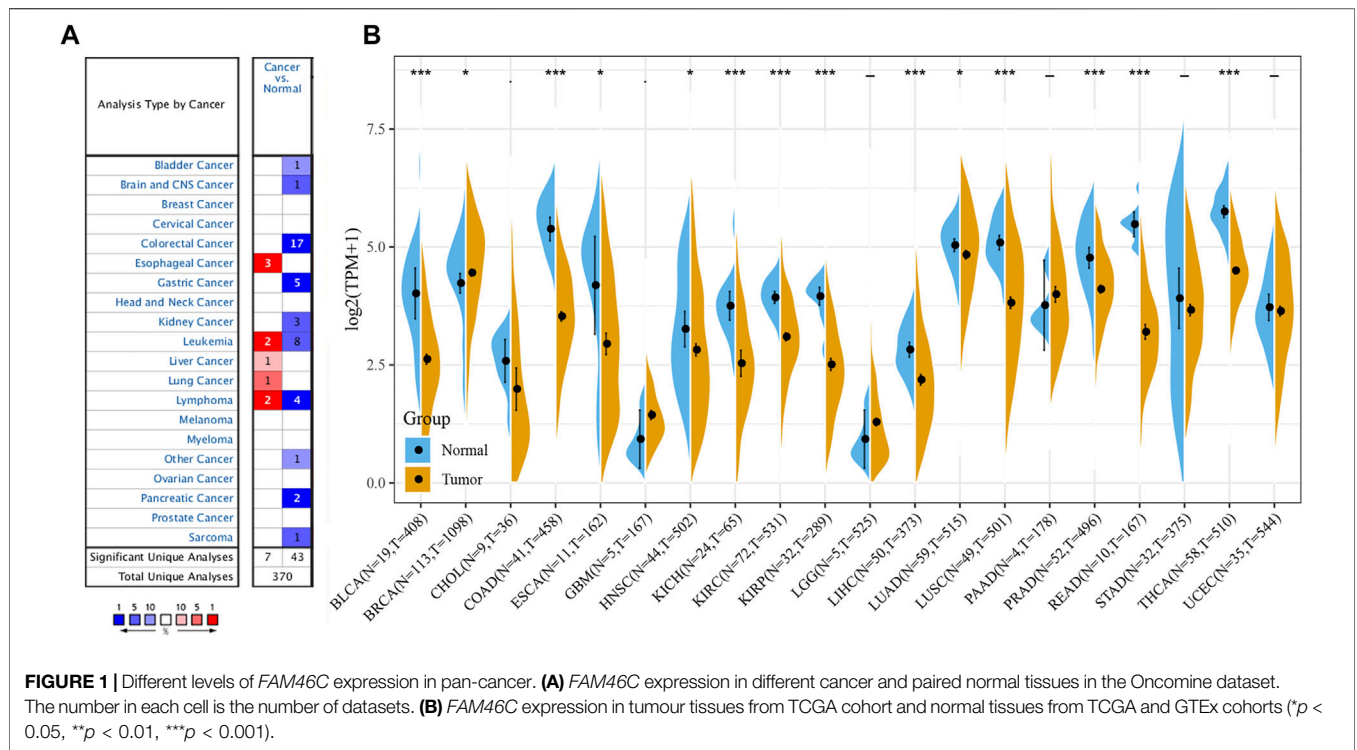 A
Analysis Type by Cancer
Cancer
vs.
Normal
Bladder Cancer 1
Brain and CNS Cancer 1
Breast Cancer
Cervical Cancer
Colorectal Cancer 17
Esophageal Cancer 3
Gastric Cancer 5
Head and Neck Cancer
Kidney Cancer 3
Leukemia 2 8
Liver Cancer 1
Lung Cancer 1
Lymphoma 2 4
Melanoma
Myeloma
Other Cancer 1
Ovarian Cancer
Pancreatic Cancer 2
Prostate Cancer
Sarcoma 1
Significant Unique Analyses 7 43
Total Unique Analyses 370
1 5 10 10 5 1
%
B
*** * . *** * . * *** *** *** – *** * *** – *** *** – *** –
log2(TPM+1)
7.5
5.0
2.5
0.0
Group
Normal
Tumor
BLCA(N=19,T=408)
BRCA(N=113,T=1098)
CHOL(N=9,T=36)
COAD(N=41,T=458)
ESCA(N=11,T=162)
GBM(N=5,T=167)
HNSC(N=44,T=502)
KICH(N=24,T=65)
KIRC(N=72,T=531)
KIRP(N=32,T=289)
LGG(N=5,T=525)
LIHC(N=50,T=373)
LUAD(N=59,T=515)
LUSC(N=49,T=501)
PAAD(N=4,T=178)
PRAD(N=52,T=496)
READ(N=10,T=167)
STAD(N=32,T=375)
THCA(N=58,T=510)
UCEC(N=35,T=544)
FIGURE 1 | Different levels of FAM46C expression in pan-cancer. (A) FAM46C expression in different cancer and paired normal tissues in the Oncomine dataset.
The number in each cell is the number of datasets. (B) FAM46C expression in tumour tissues from TCGA cohort and normal tissues from TCGA and GTEx cohorts (*p <
0.05, **p < 0.01, ***p < 0.001).